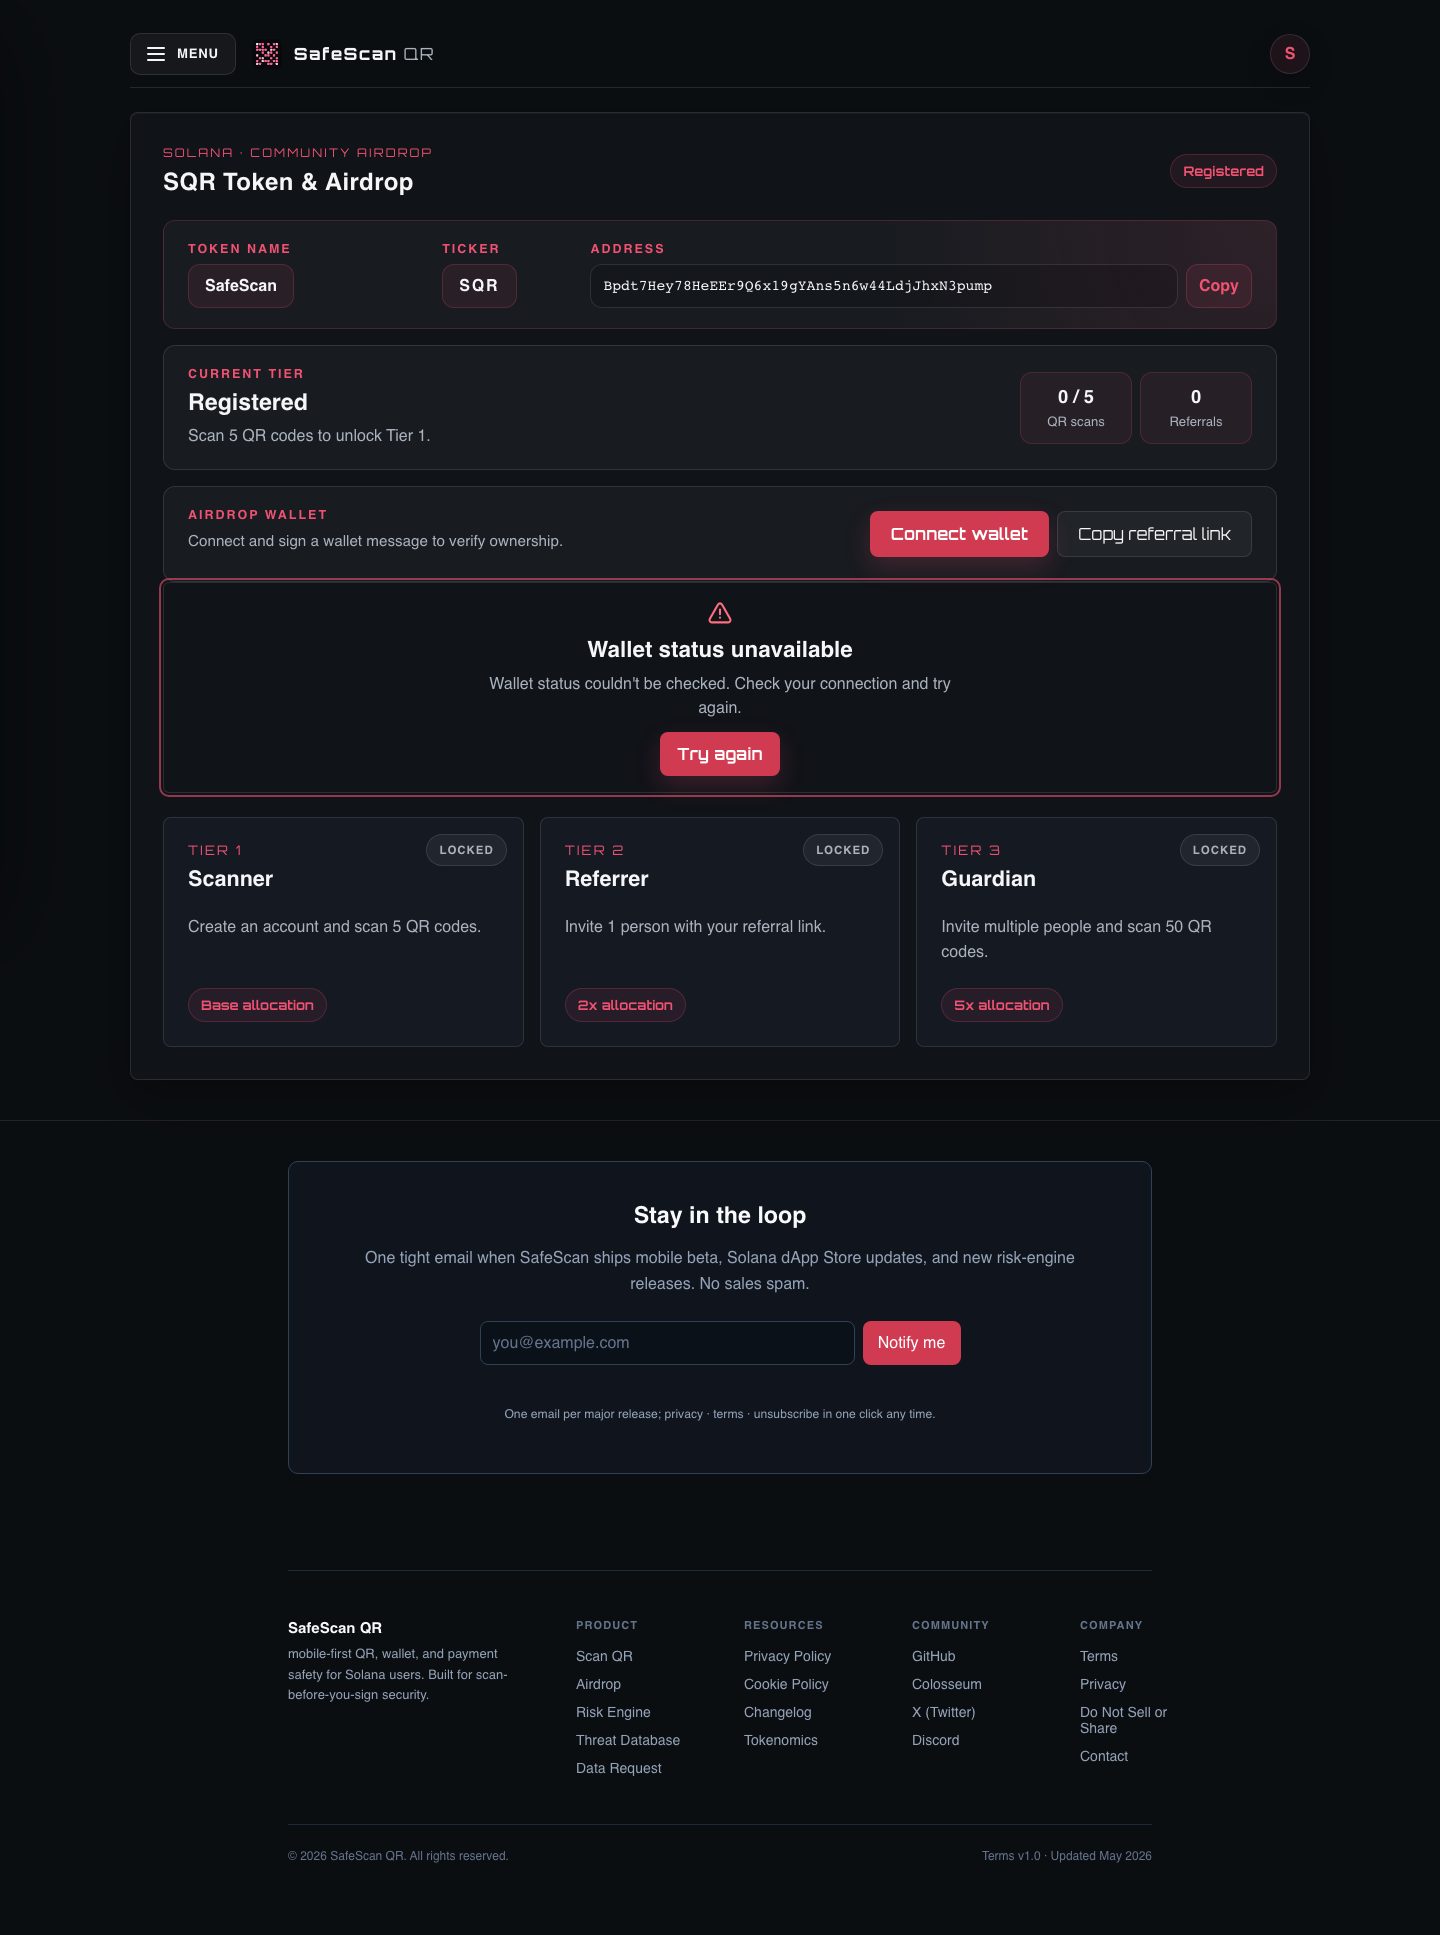 MENU
SafeScan QR
S
SOLANA · COMMUNITY AIRDROP
SQR Token & Airdrop
Registered
TOKEN NAME
TICKER
ADDRESS
SafeScan
SQR
Bpdt7Hey78HeEEr9Q6x19gYAns5n6w44LdjJhxN3pump
Copy
CURRENT TIER
Registered
Scan 5 QR codes to unlock Tier 1.
0 / 5
QR scans
0
Referrals
AIRDROP WALLET
Connect and sign a wallet message to verify ownership.
Connect wallet
Copy referral link
Wallet status unavailable
Wallet status couldn't be checked. Check your connection and try
again.
Try again
TIER 1
LOCKED
Scanner
Create an account and scan 5 QR codes.
Base allocation
TIER 2
LOCKED
Referrer
Invite 1 person with your referral link.
2x allocation
TIER 3
LOCKED
Guardian
Invite multiple people and scan 50 QR
codes.
5x allocation
Stay in the loop
One tight email when SafeScan ships mobile beta, Solana dApp Store updates, and new risk-engine
releases. No sales spam.
you@example.com
Notify me
One email per major release; privacy · terms · unsubscribe in one click any time.
SafeScan QR
mobile-first QR, wallet, and payment
safety for Solana users. Built for scan-
before-you-sign security.
PRODUCT
Scan QR
Airdrop
Risk Engine
Threat Database
Data Request
RESOURCES
Privacy Policy
Cookie Policy
Changelog
Tokenomics
COMMUNITY
GitHub
Colosseum
X (Twitter)
Discord
COMPANY
Terms
Privacy
Do Not Sell or
Share
Contact
© 2026 SafeScan QR. All rights reserved.
Terms v1.0 · Updated May 2026